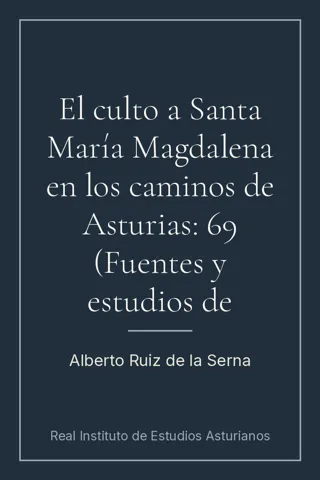 El culto a Santa
María Magdalena
en los caminos de
Asturias: 69
(Fuentes y
estudios de
Alberto Ruiz de la Serna
Real Instituto de Estudios Asturianos